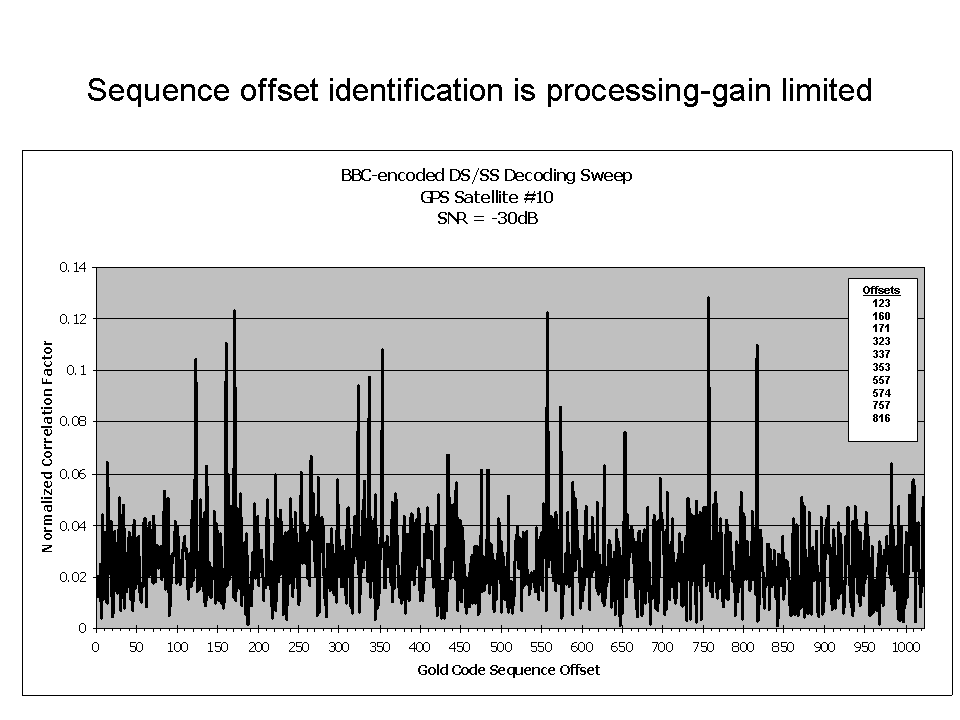 Sequence offset identification is processing-gain limited
BBC-encoded DS/SS Decoding Sweep
GPS Satellite #10
SNR = -30dB
0.14
0.12
0.1
0.08
0.06
0.04
0.02
0
Normalized Correlation Factor
Offsets
123
160
171
323
337
353
557
574
757
816
0 50 100 150 200 250 300 350 400 450 500 550 600 650 700 750 800 850 900 950 1000
Gold Code Sequence Offset